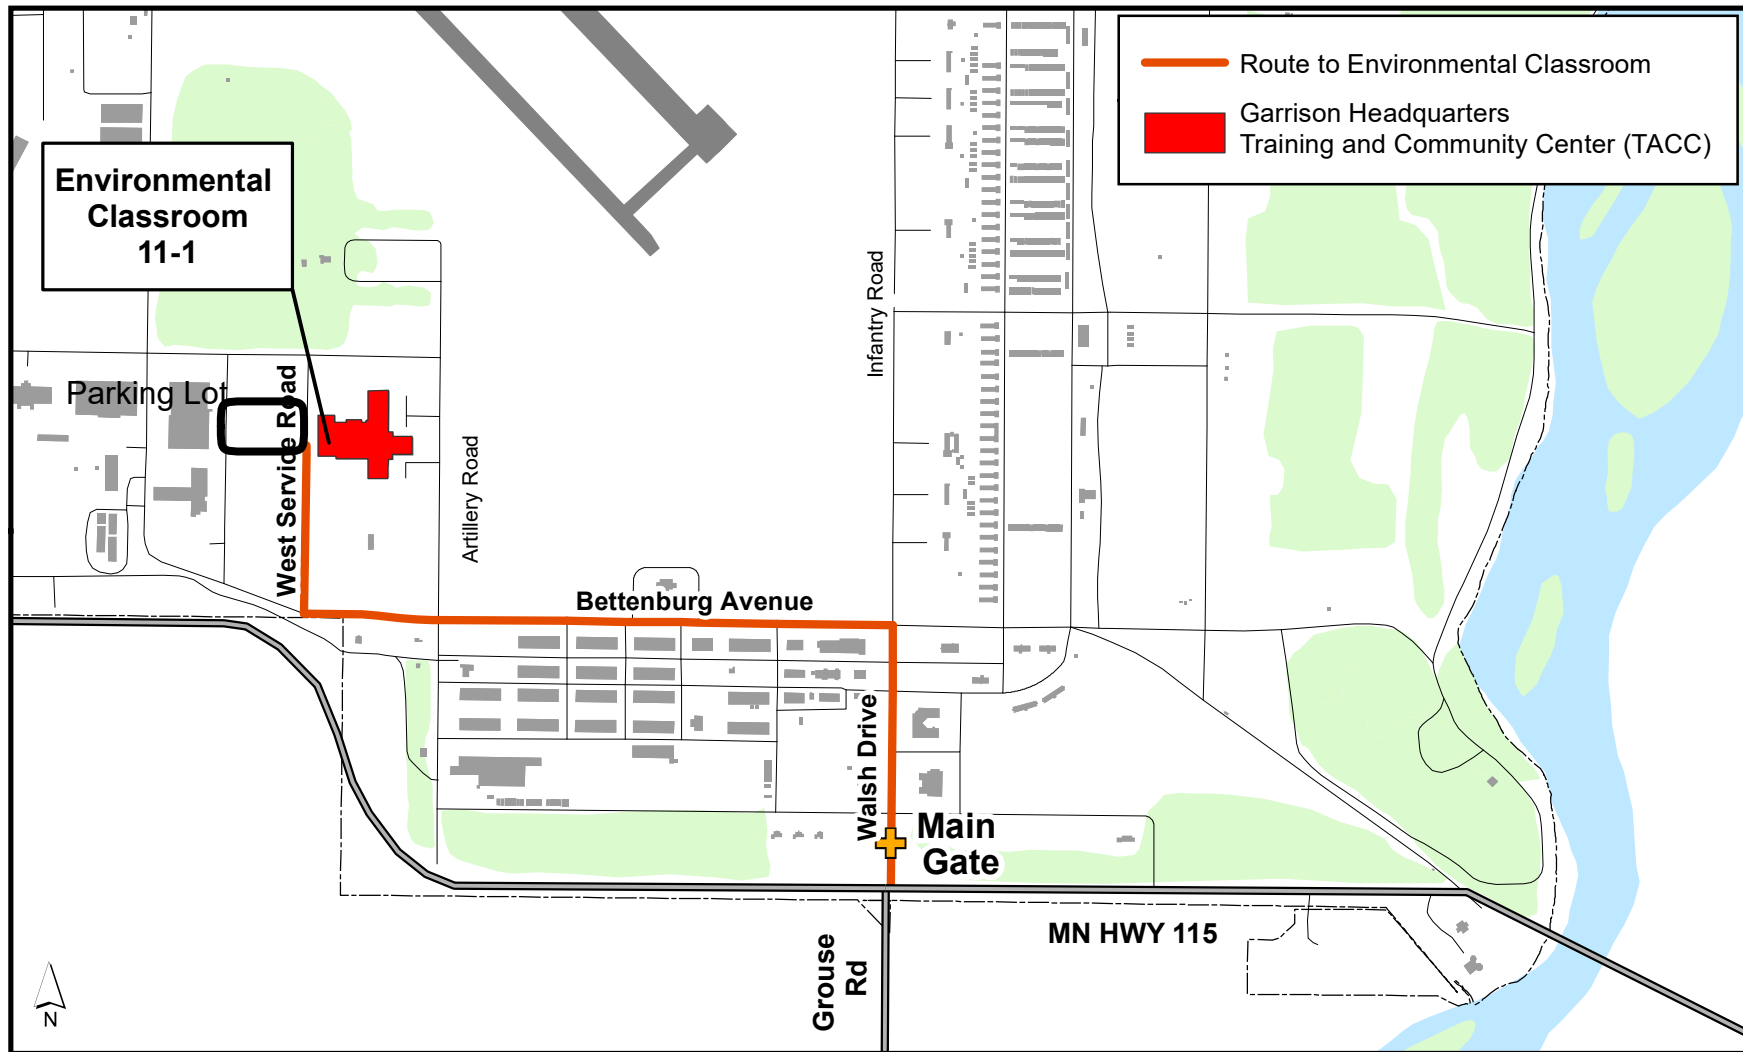 Route to Environmental Classroom
Garrison Headquarters
Training and Community Center (TACC)
Environmental
Classroom
11-1
Parking Lot
West Service Road
Artillery Road
Infantry Road
Bettenburg Avenue
Walsh Drive
Main
Gate
MN HWY 115
Grouse
Rd
N